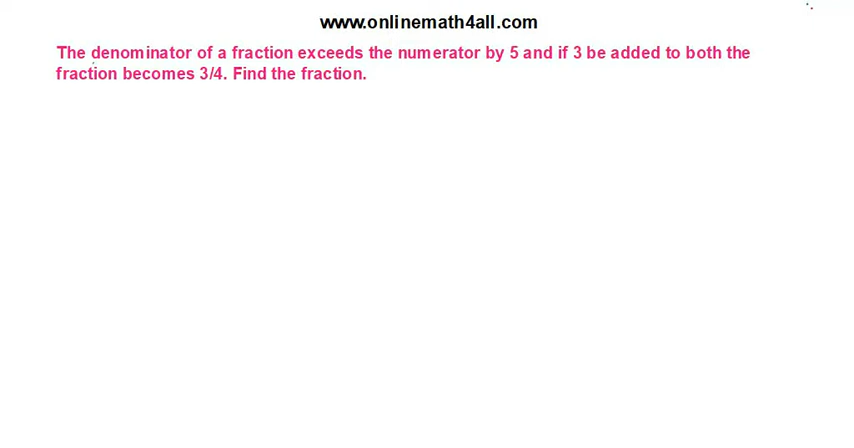 www.onlinemath4all.com
The denominator of a fraction exceeds the numerator by 5 and if 3 be added to both the
fraction becomes 3/4. Find the fraction.